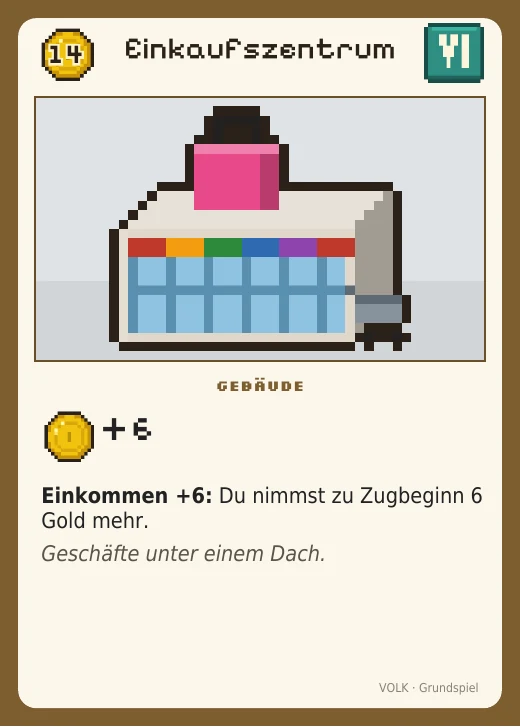 14 Einkaufszentrum VI
GEBÄUDE
1 +6
Einkommen +6: Du nimmst zu Zugbeginn 6
Gold mehr.
Geschäfte unter einem Dach.
VOLK · Grundspiel